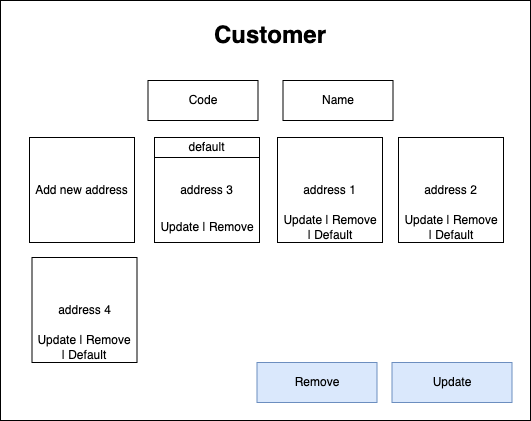 Customer
Code
Name
default
Add new address
address 3
Update | Remove
address 1
Update | Remove
| Default
address 2
Update | Remove
| Default
address 4
Update | Remove
| Default
Remove
Update